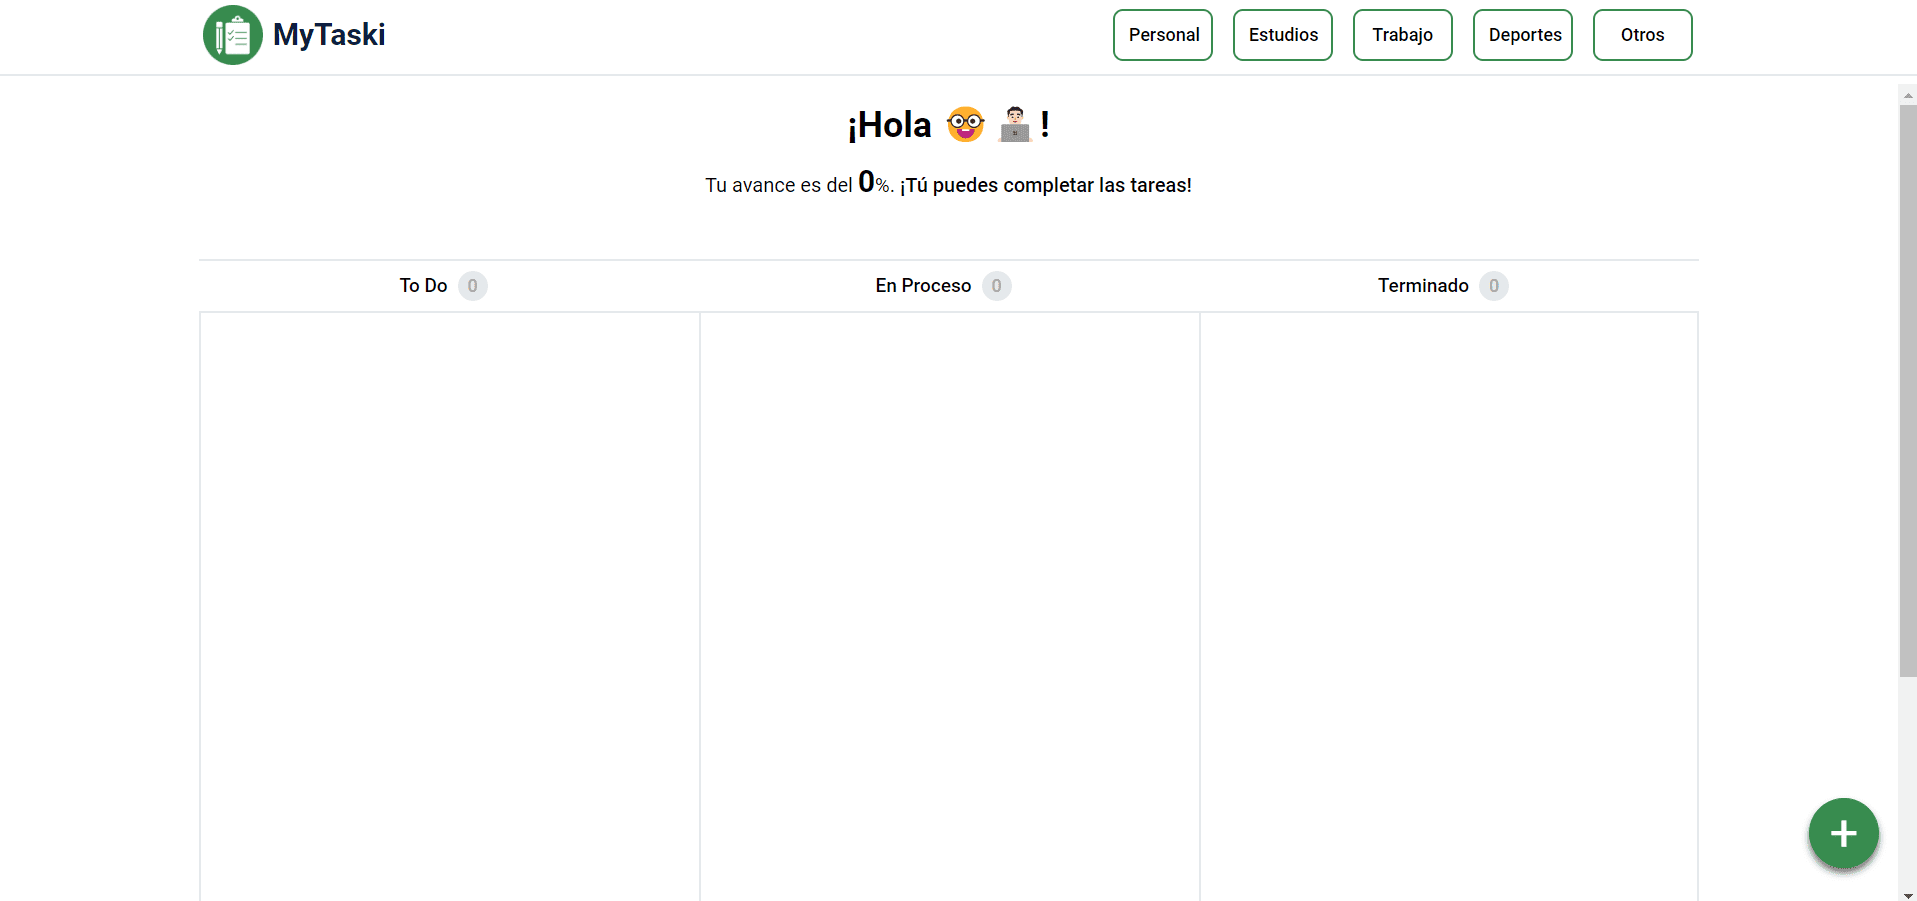 MyTaski
Personal
Estudios
Trabajo
Deportes
Otros
¡Hola 🤓 👨🏻‍💻 !
Tu avance es del 0%. ¡Tú puedes completar las tareas!
To Do 0
En Proceso 0
Terminado 0
+